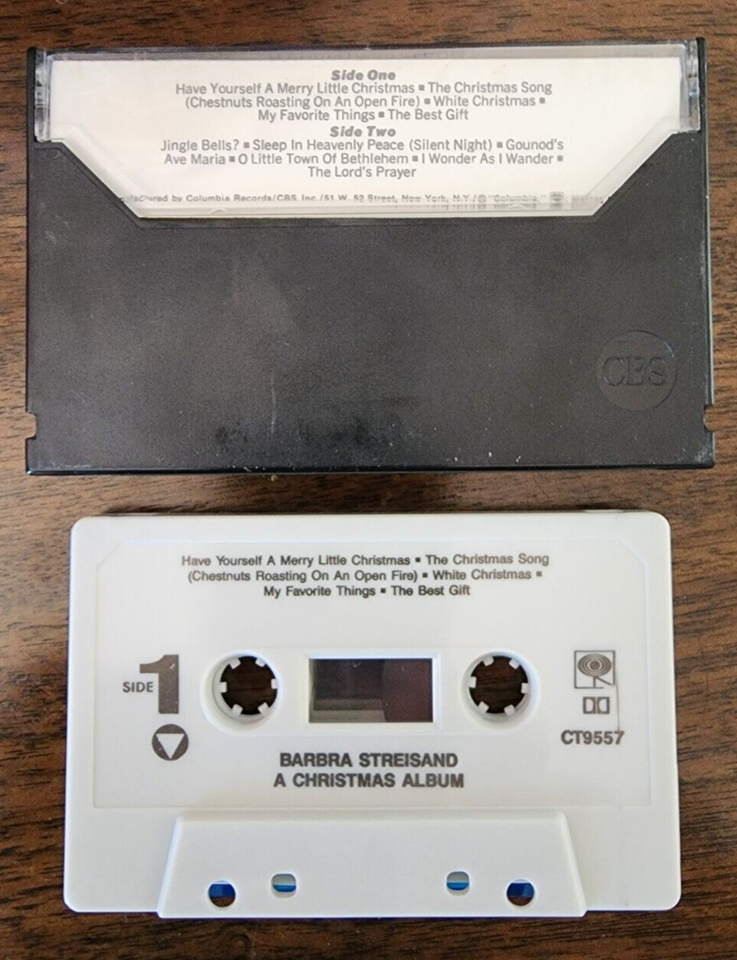 Side One
Have Yourself A Merry Little Christmas ▪ The Christmas Song
(Chestnuts Roasting On An Open Fire) ▪ White Christmas ▪
My Favorite Things ▪ The Best Gift
Side Two
Jingle Bells? ▪ Sleep In Heavenly Peace (Silent Night) ▪ Gounod's
Ave Maria ▪ O Little Town Of Bethlehem ▪ I Wonder As I Wander ▪
The Lord's Prayer
by Columbia Records/CBS Inc./51 W. 52 Street, New York, N.Y./® "Columbia,"
CBS
Have Yourself A Merry Little Christmas ▪ The Christmas Song
(Chestnuts Roasting On An Open Fire) ▪ White Christmas ▪
My Favorite Things ▪ The Best Gift
SIDE 1
CT9557
BARBRA STREISAND
A CHRISTMAS ALBUM